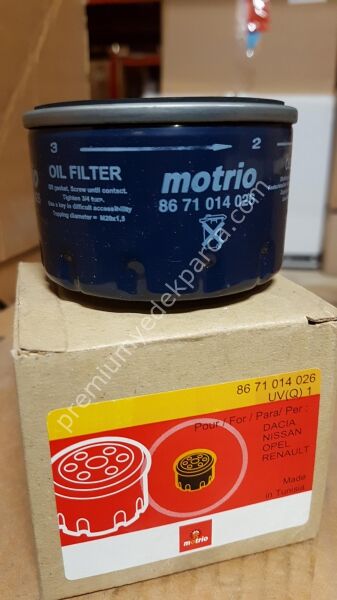 3
2
OIL FILTER
Oil gasket. Screw until contact.
Tighten 3/4 turn.
Use a key in difficult accessibility
Tapping diameter = M20x1,5
motrio
86 71 014 026
premiumyedekparca.com
86 71 014 026
UV(Q) 1
Pour / For / Para / Per :
DACIA
NISSAN
OPEL
RENAULT
Made
in Tunisia
motrio